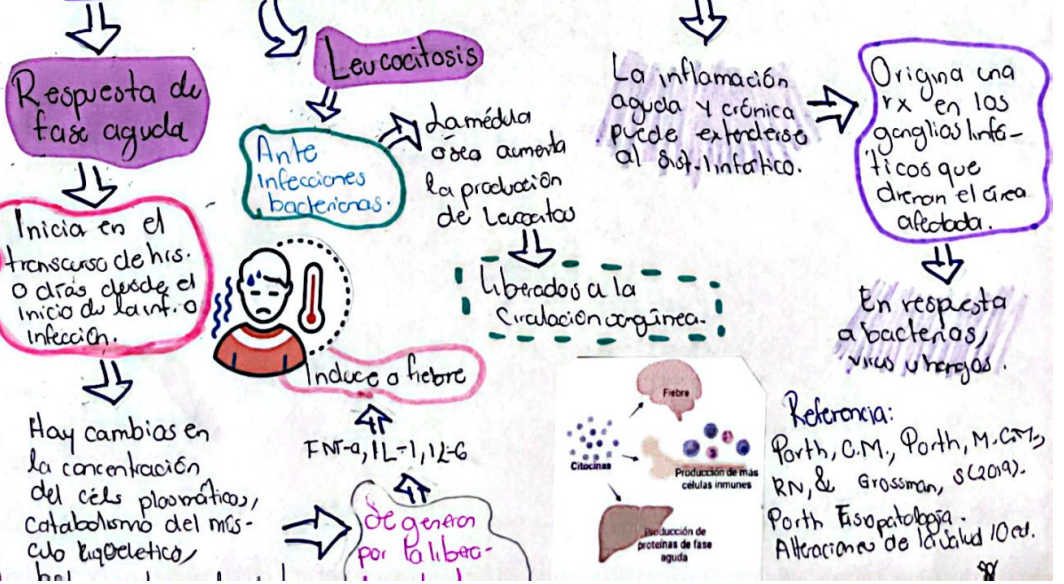 Respuesta de
fase aguda
Inicia en el
transcurso de hrs.
o días desde el
inicio de la inf. o
infección.
Hay cambios en
la concentración
del céls plasmáticas,
catabolismo del mús-
culo
Se generan
por la libera-
FNT-α, IL-1, IL-6
Induce a fiebre
Leucocitosis
Ante
infecciones
bacterianas.
La médula
ósea aumenta
la producción
de Leucocitos
Liberados a la
Circulación
La inflamación
aguda y crónica
puede extenderse
al sist. linfático.
Origina una
rx en los
ganglios linfá-
ticos que
drenan el área
afectada.
En respuesta
a bacterias,
virus u hongos.
Fiebre
Citocinas
Producción de más
células inmunes
Producción de
proteínas de fase
aguda
Referencia:
Porth, C.M., Porth, M.C.M.,
RN, & Grossman, S (2019).
Porth Fisiopatología.
Alteraciones de la Salud 10 ed.